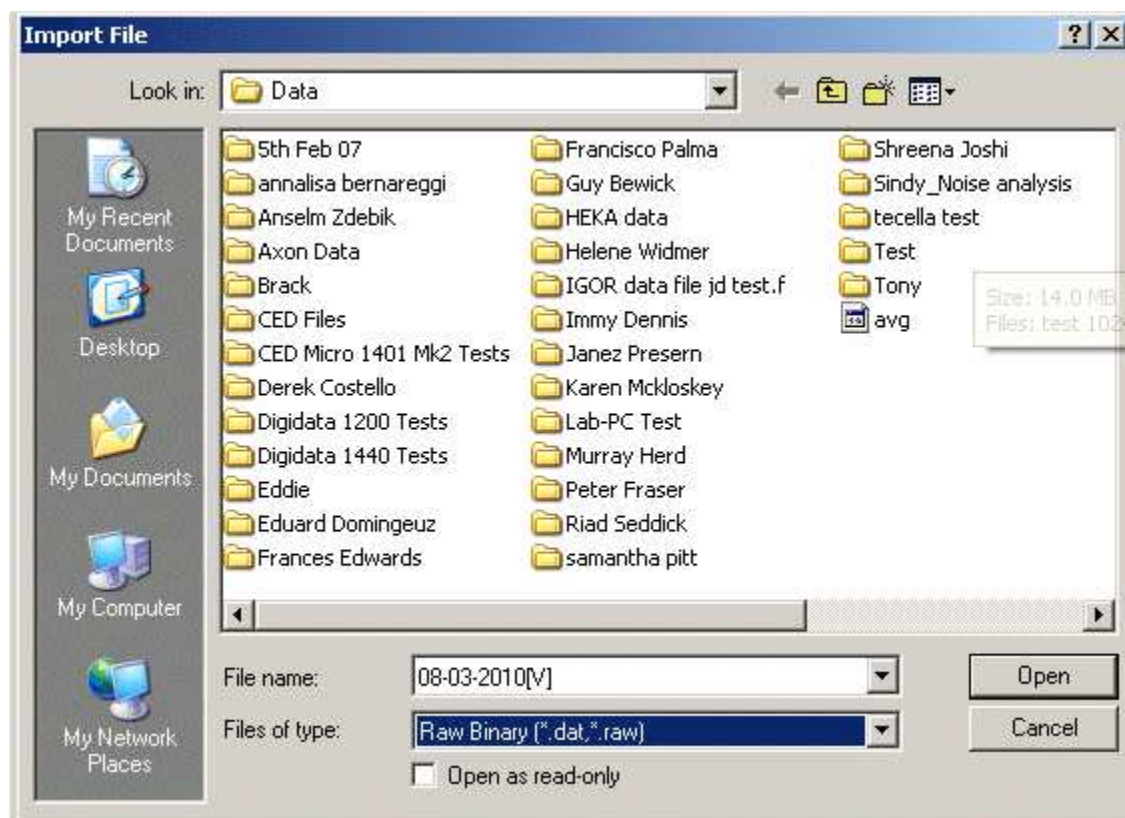 Import File
Look in: Data
My Recent
Documents
Desktop
My Documents
My Computer
My Network
Places
5th Feb 07
annalisa bernareggi
Anselm Zdebik
Axon Data
Brack
CED Files
CED Micro 1401 Mk2 Tests
Derek Costello
Digidata 1200 Tests
Digidata 1440 Tests
Eddie
Eduard Domingeuz
Frances Edwards
Francisco Palma
Guy Bewick
HEKA data
Helene Widmer
IGOR data file jd test.f
Immy Dennis
Janez Presern
Karen Mckloskey
Lab-PC Test
Murray Herd
Peter Fraser
Riad Seddick
samantha pitt
Shreena Joshi
Sindy_Noise analysis
tecella test
Test
Tony
avg
Size: 14.0 MB
Files: test 102
File name: 08-03-2010[V] Open
Files of type: Raw Binary (*.dat,*.raw) Cancel
Open as read-only